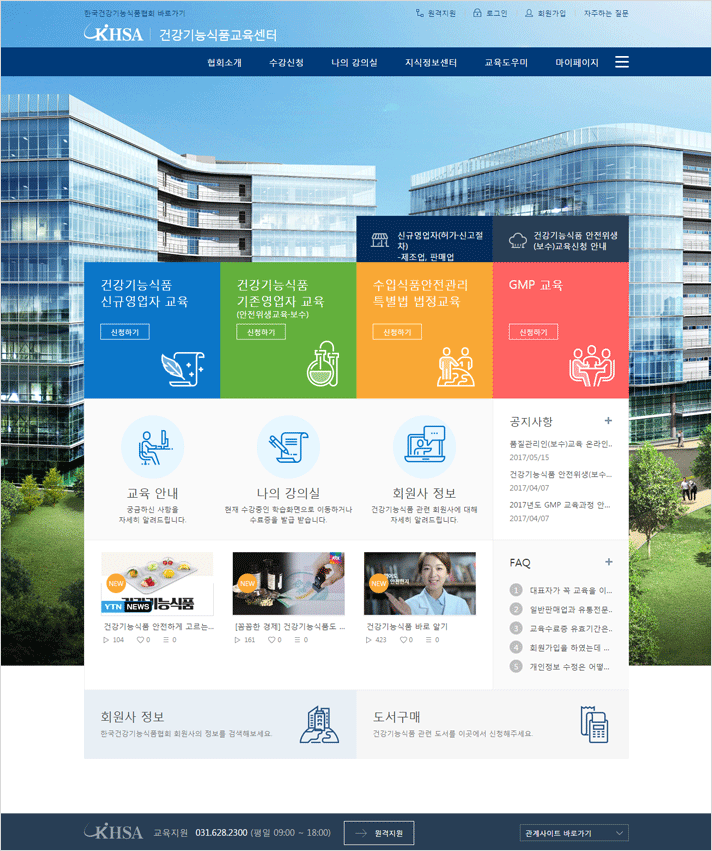 한국건강기능식품협회 바로가기
원격지원
로그인
회원가입
자주하는 질문
KHSA
건강기능식품교육센터
협회소개
수강신청
나의 강의실
지식정보센터
교육도우미
마이페이지
신규영업자(허가·신고절
차)
-제조업, 판매업
건강기능식품 안전위생
(보수)교육신청 안내
건강기능식품
신규영업자 교육
신청하기
건강기능식품
기존영업자 교육
(안전위생교육·보수)
신청하기
수입식품안전관리
특별법 법정교육
신청하기
GMP 교육
신청하기
교육 안내
궁금하신 사항을
자세히 알려드립니다.
나의 강의실
현재 수강중인 학습화면으로 이동하거나
수료증을 발급 받습니다.
회원사 정보
건강기능식품 관련 회원사에 대해
자세히 알려드립니다.
공지사항
+
품질관리인(보수)교육 온라인..
2017/05/15
건강기능식품 안전위생(보수...
2017/04/07
2017년도 GMP 교육과정 안...
2017/04/07
NEW
YTN NEWS
건강기능식품
건강기능식품 안전하게 고르는...
104
0
0
NEW
[꼼꼼한 경제] 건강기능식품도 ...
161
0
0
NEW
건강기능식품 바로 알기
423
0
0
FAQ
+
1 대표자가 꼭 교육을 이...
2 일반판매업과 유통전문..
3 교육수료증 유효기간은..
4 회원가입을 하였는데 ...
5 개인정보 수정은 어떻...
회원사 정보
한국건강기능식품협회 회원사의 정보를 검색해보세요.
도서구매
건강기능식품 관련 도서를 이곳에서 신청해주세요.
KHSA
교육지원 031.628.2300 (평일 09:00 ~ 18:00)
원격지원
관계사이트 바로가기